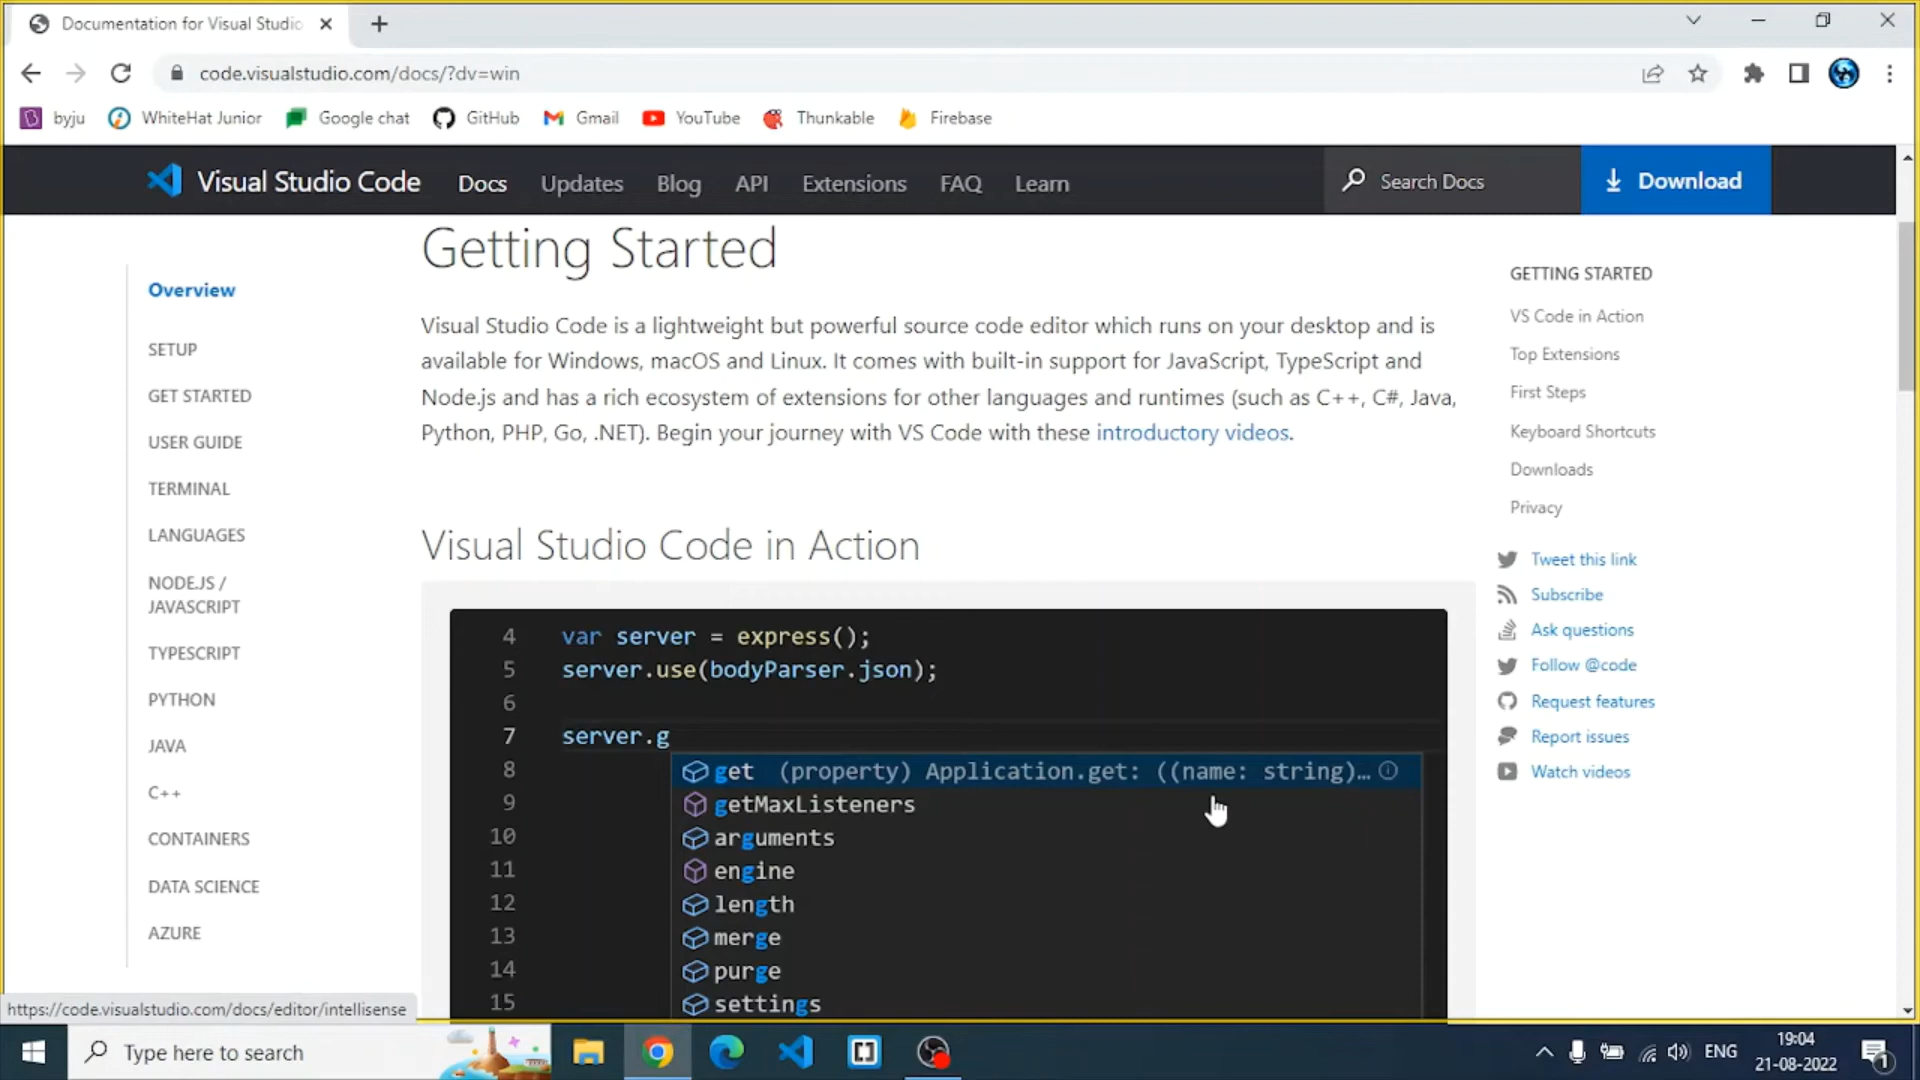 Documentation for Visual Studio
code.visualstudio.com/docs/?dv=win
byju
WhiteHat Junior
Google chat
GitHub
Gmail
YouTube
Thunkable
Firebase
Visual Studio Code
Docs
Updates
Blog
API
Extensions
FAQ
Learn
Search Docs
Download
Overview
SETUP
GET STARTED
USER GUIDE
TERMINAL
LANGUAGES
NODE.JS /
JAVASCRIPT
TYPESCRIPT
PYTHON
JAVA
C++
CONTAINERS
DATA SCIENCE
AZURE
Getting Started
Visual Studio Code is a lightweight but powerful source code editor which runs on your desktop and is
available for Windows, macOS and Linux. It comes with built-in support for JavaScript, TypeScript and
Node.js and has a rich ecosystem of extensions for other languages and runtimes (such as C++, C#, Java,
Python, PHP, Go, .NET). Begin your journey with VS Code with these introductory videos.
Visual Studio Code in Action
4 var server = express();
5 server.use(bodyParser.json);
6
7 server.g
8 get (property) Application.get: ((name: string)…
9 getMaxListeners
10 arguments
11 engine
12 length
13 merge
14 purge
15 settings
GETTING STARTED
VS Code in Action
Top Extensions
First Steps
Keyboard Shortcuts
Downloads
Privacy
Tweet this link
Subscribe
Ask questions
Follow @code
Request features
Report issues
Watch videos
https://code.visualstudio.com/docs/editor/intellisense
Type here to search
ENG
19:04
21-08-2022
1